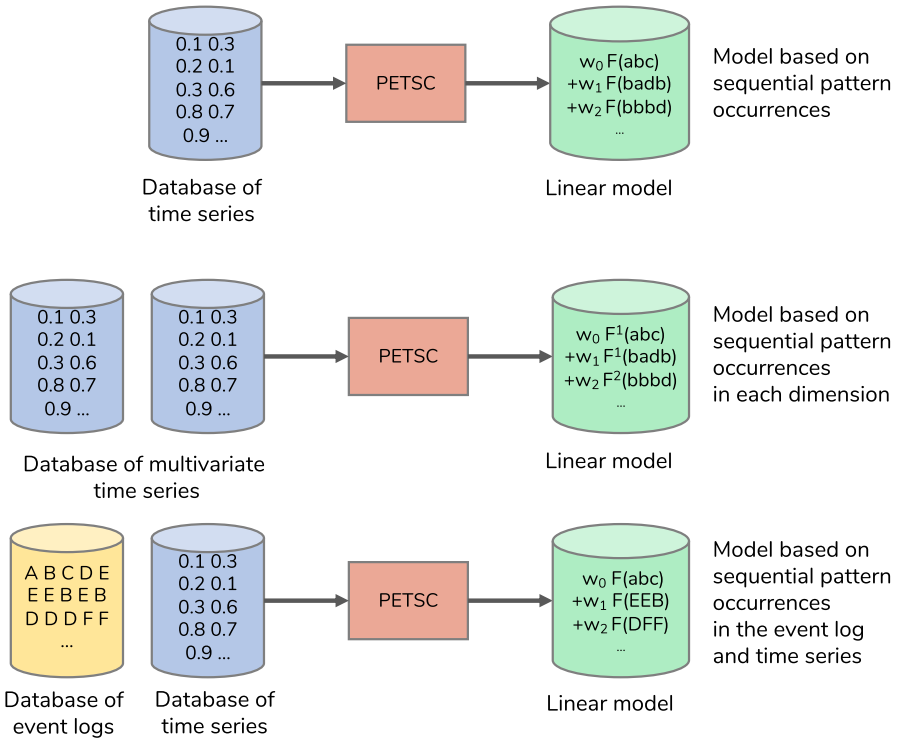 0.1 0.3
0.2 0.1
0.3 0.6
0.8 0.7
0.9 ...
Database of
time series
PETSC
w₀ F(abc)
+w₁ F(badb)
+w₂ F(bbbd)
...
Linear model
Model based on
sequential pattern
occurrences
0.1 0.3
0.2 0.1
0.3 0.6
0.8 0.7
0.9 ...
0.1 0.3
0.2 0.1
0.3 0.6
0.8 0.7
0.9 ...
Database of multivariate
time series
PETSC
w₀ F¹(abc)
+w₁ F¹(badb)
+w₂ F²(bbbd)
...
Linear model
Model based on
sequential pattern
occurrences
in each dimension
A B C D E
E E B E B
D D D F F
...
Database of
event logs
0.1 0.3
0.2 0.1
0.3 0.6
0.8 0.7
0.9 ...
Database of
time series
PETSC
w₀ F(abc)
+w₁ F(EEB)
+w₂ F(DFF)
...
Linear model
Model based on
sequential pattern
occurrences
in the event log
and time series